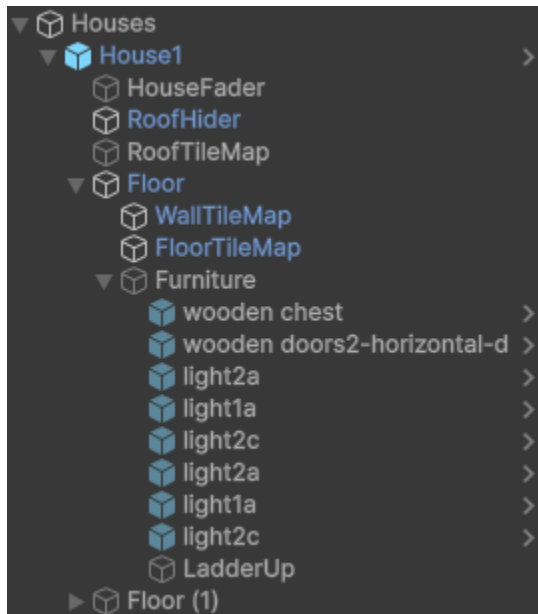 Houses
House1
HouseFader
RoofHider
RoofTileMap
Floor
WallTileMap
FloorTileMap
Furniture
wooden chest
wooden doors2-horizontal-d
light2a
light1a
light2c
light2a
light1a
light2c
LadderUp
Floor (1)